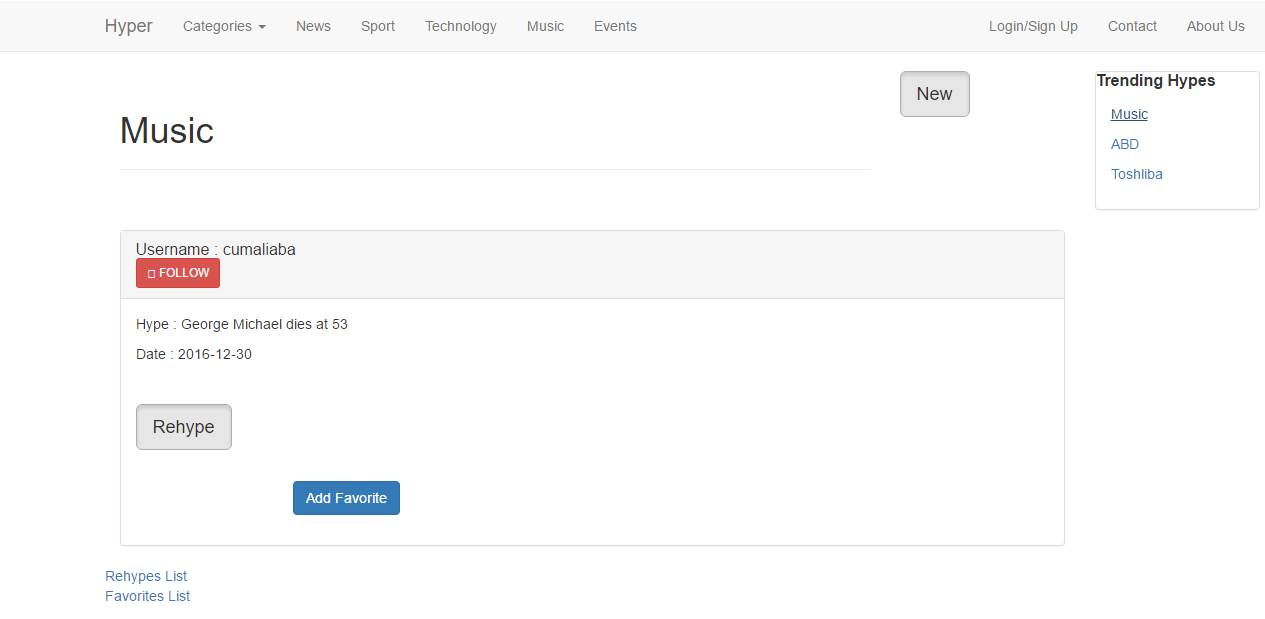 Hyper Categories News Sport Technology Music Events Login/Sign Up Contact About Us
New
Music
Trending Hypes
Music
ABD
Toshliba
Username : cumaliaba
FOLLOW
Hype : George Michael dies at 53
Date : 2016-12-30
Rehype
Add Favorite
Rehypes List
Favorites List